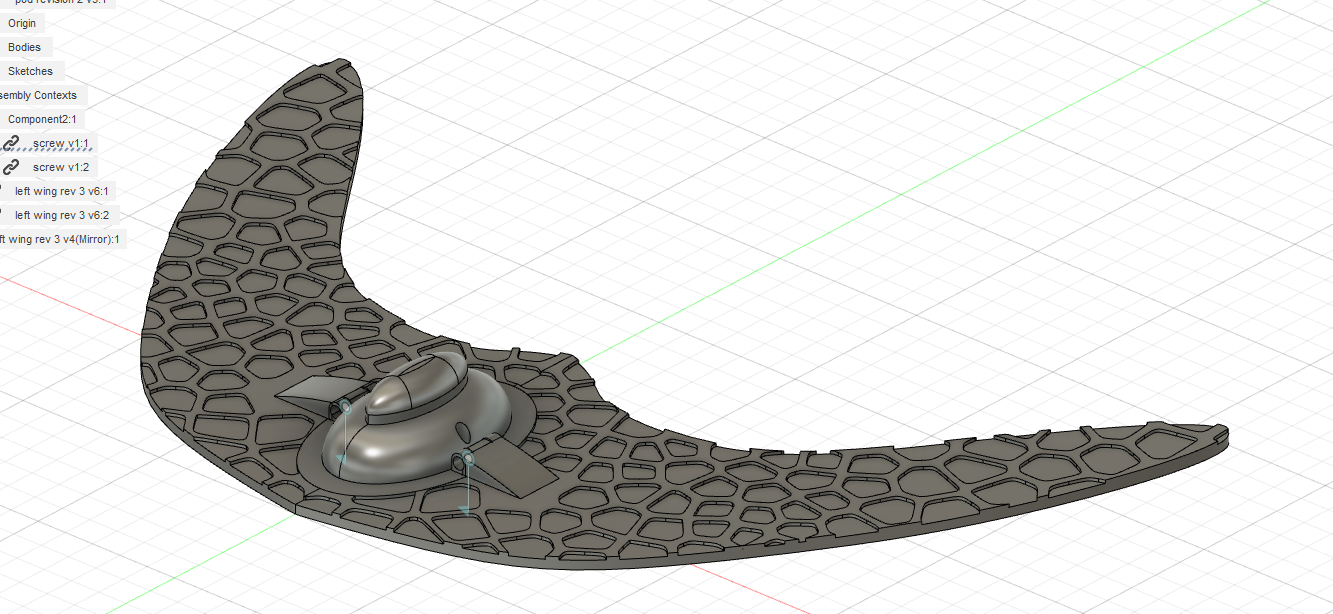 pod revision 2 v3:1
Origin
Bodies
Sketches
sembly Contexts
Component2:1
screw v1:1
screw v1:2
left wing rev 3 v6:1
left wing rev 3 v6:2
ft wing rev 3 v4(Mirror):1